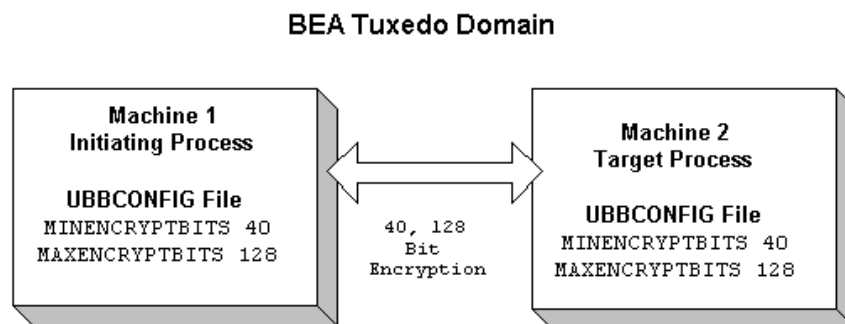 BEA Tuxedo Domain
Machine 1
Initiating Process
UBBCONFIG File
MINENCRYPTBITS 40
MAXENCRYPTBITS 128
40, 128
Bit
Encryption
Machine 2
Target Process
UBBCONFIG File
MINENCRYPTBITS 40
MAXENCRYPTBITS 128